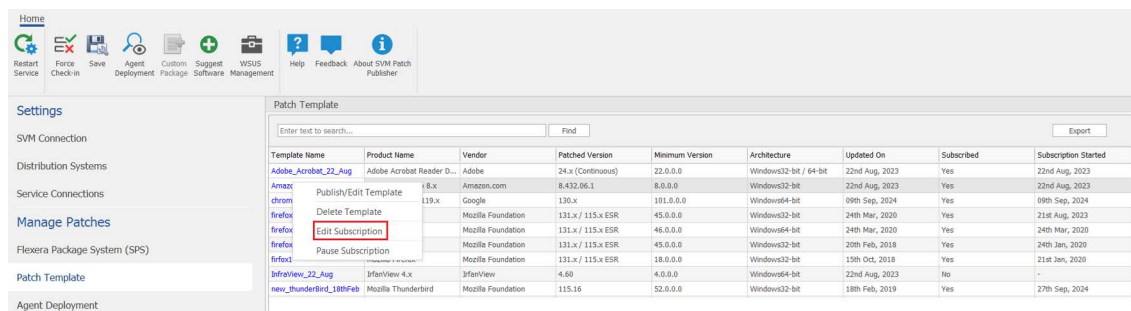 Home
Restart Service
Force Check-in
Save
Agent Deployment
Custom Package
Suggest Software
WSUS Management
Help
Feedback
About SVM Patch Publisher
Settings
SVM Connection
Distribution Systems
Service Connections
Manage Patches
Flexera Package System (SPS)
Patch Template
Agent Deployment
Patch Template
Enter text to search...
Find
Export
Template Name Product Name Vendor Patched Version Minimum Version Architecture Updated On Subscribed Subscription Started
Adobe_Acrobat_22_Aug Adobe Acrobat Reader D... Adobe 24.x (Continuous) 22.0.0.0 Windows32-bit / 64-bit 22nd Aug, 2023 Yes 22nd Aug, 2023
Amazo 8.x Amazon.com 8.432.06.1 8.0.0.0 Windows32-bit 22nd Aug, 2023 Yes 22nd Aug, 2023
chrom 119.x Google 130.x 101.0.0.0 Windows64-bit 09th Sep, 2024 Yes 09th Sep, 2024
firefox Mozilla Foundation 131.x / 115.x ESR 45.0.0.0 Windows32-bit 24th Mar, 2020 Yes 21st Aug, 2023
firefox Mozilla Foundation 131.x / 115.x ESR 46.0.0.0 Windows64-bit 24th Mar, 2020 Yes 24th Mar, 2020
firefox Mozilla Foundation 131.x / 115.x ESR 45.0.0.0 Windows32-bit 20th Feb, 2018 Yes 24th Jan, 2020
firfox1 Mozilla Foundation 131.x / 115.x ESR 18.0.0.0 Windows32-bit 15th Oct, 2018 Yes 21st Jan, 2020
InfraView_22_Aug IrfanView 4.x IrfanView 4.60 4.0.0.0 Windows64-bit 22nd Aug, 2023 No -
new_thunderBird_18thFeb Mozilla Thunderbird Mozilla Foundation 115.16 52.0.0.0 Windows32-bit 18th Feb, 2019 Yes 27th Sep, 2024
Publish/Edit Template
Delete Template
Edit Subscription
Pause Subscription